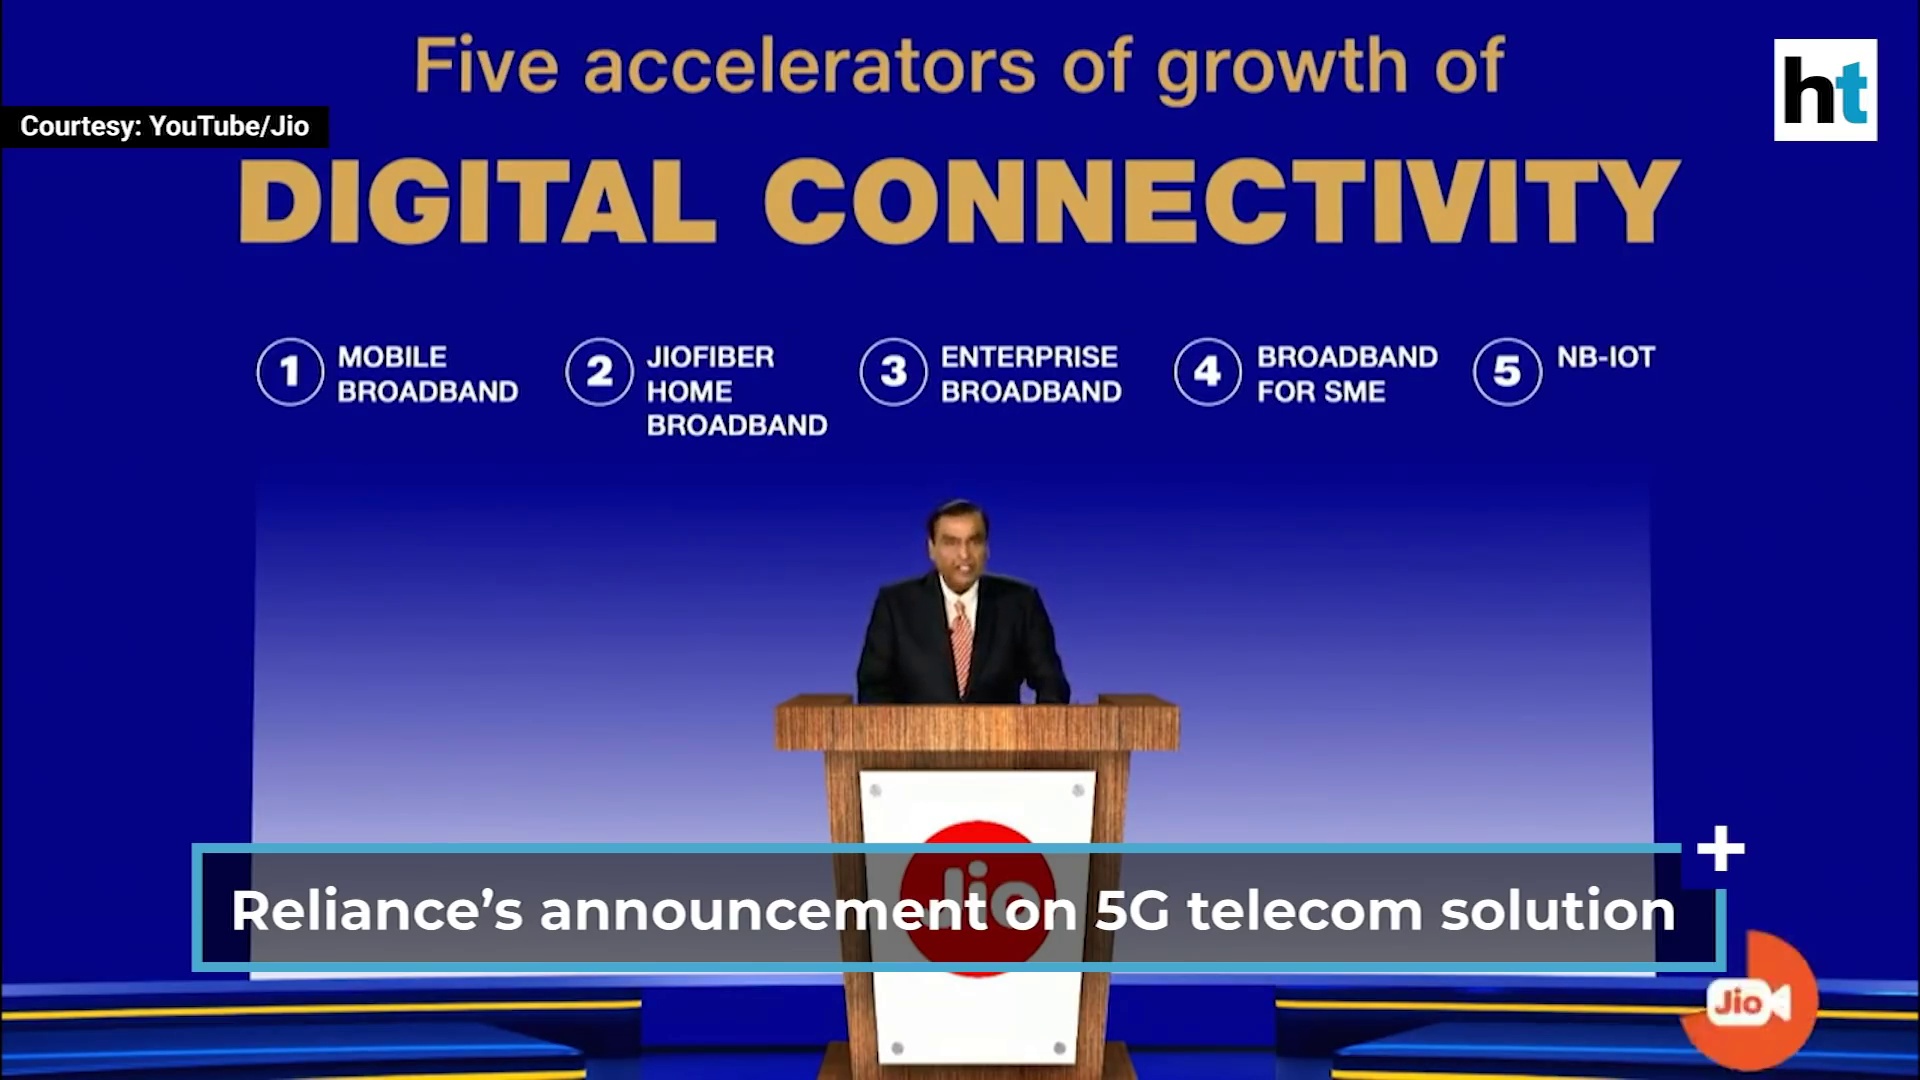 Five accelerators of growth of
ht
Courtesy: YouTube/Jio
DIGITAL CONNECTIVITY
1 MOBILE
BROADBAND
2 JIOFIBER
HOME
BROADBAND
3 ENTERPRISE
BROADBAND
4 BROADBAND
FOR SME
5 NB-IOT
Jio
Reliance’s announcement on 5G telecom solution
Jio